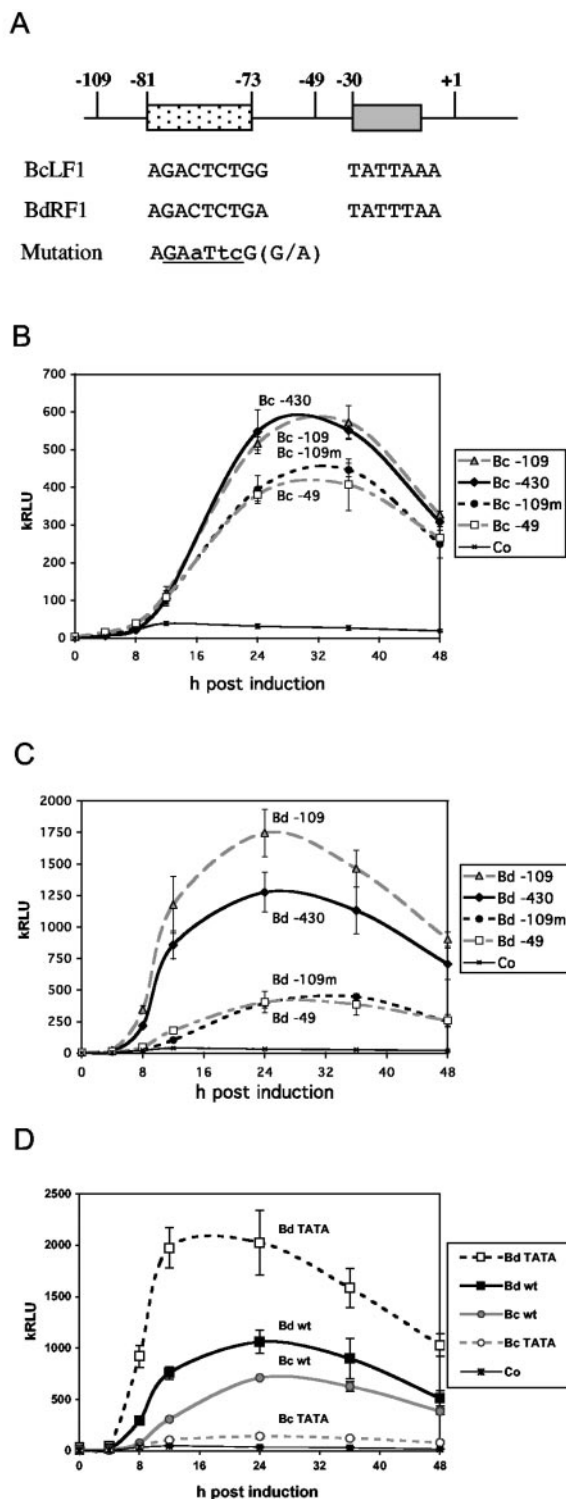 A
-109 -81 -73 -49 -30 +1
BcLF1 AGACTCTGG TATTAAA
BdRF1 AGACTCTGA TATTTAA
Mutation AGAaTtcG(G/A)
B
700
600
500
400
300
200
100
0
kRLU
Bc -430
Bc -109
Bc -109m
Bc -49
0 8 16 24 32 40 48
h post induction
Bc -109
Bc -430
Bc -109m
Bc -49
Co
C
2000
1750
1500
1250
1000
750
500
250
0
kRLU
Bd -109
Bd -430
Bd -109m
Bd -49
0 8 16 24 32 40 48
h post induction
Bd -109
Bd -430
Bd -109m
Bd -49
Co
D
2500
2000
1500
1000
500
0
kRLU
Bd TATA
Bd wt
Bc wt
Bc TATA
0 8 16 24 32 40 48
h post induction
Bd TATA
Bd wt
Bc wt
Bc TATA
Co